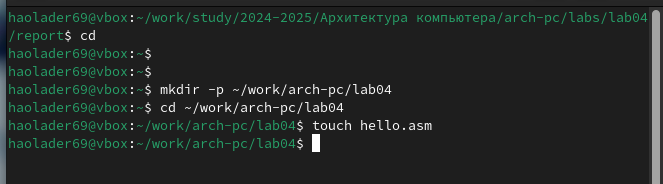 haolader69@vbox:~/work/study/2024-2025/Архитектура компьютера/arch-pc/labs/lab04
/report$ cd
haolader69@vbox:~$
haolader69@vbox:~$
haolader69@vbox:~$ mkdir -p ~/work/arch-pc/lab04
haolader69@vbox:~$ cd ~/work/arch-pc/lab04
haolader69@vbox:~/work/arch-pc/lab04$ touch hello.asm
haolader69@vbox:~/work/arch-pc/lab04$